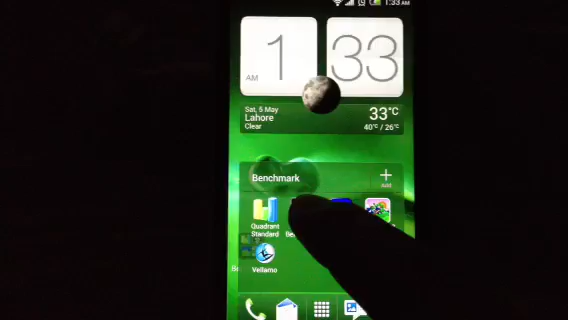 1:33 AM
1 33
AM
Sat, 5 May
Lahore
Clear
33°C
40°C / 26°C
Benchmark
Add
Quadrant
Standard
Vellamo